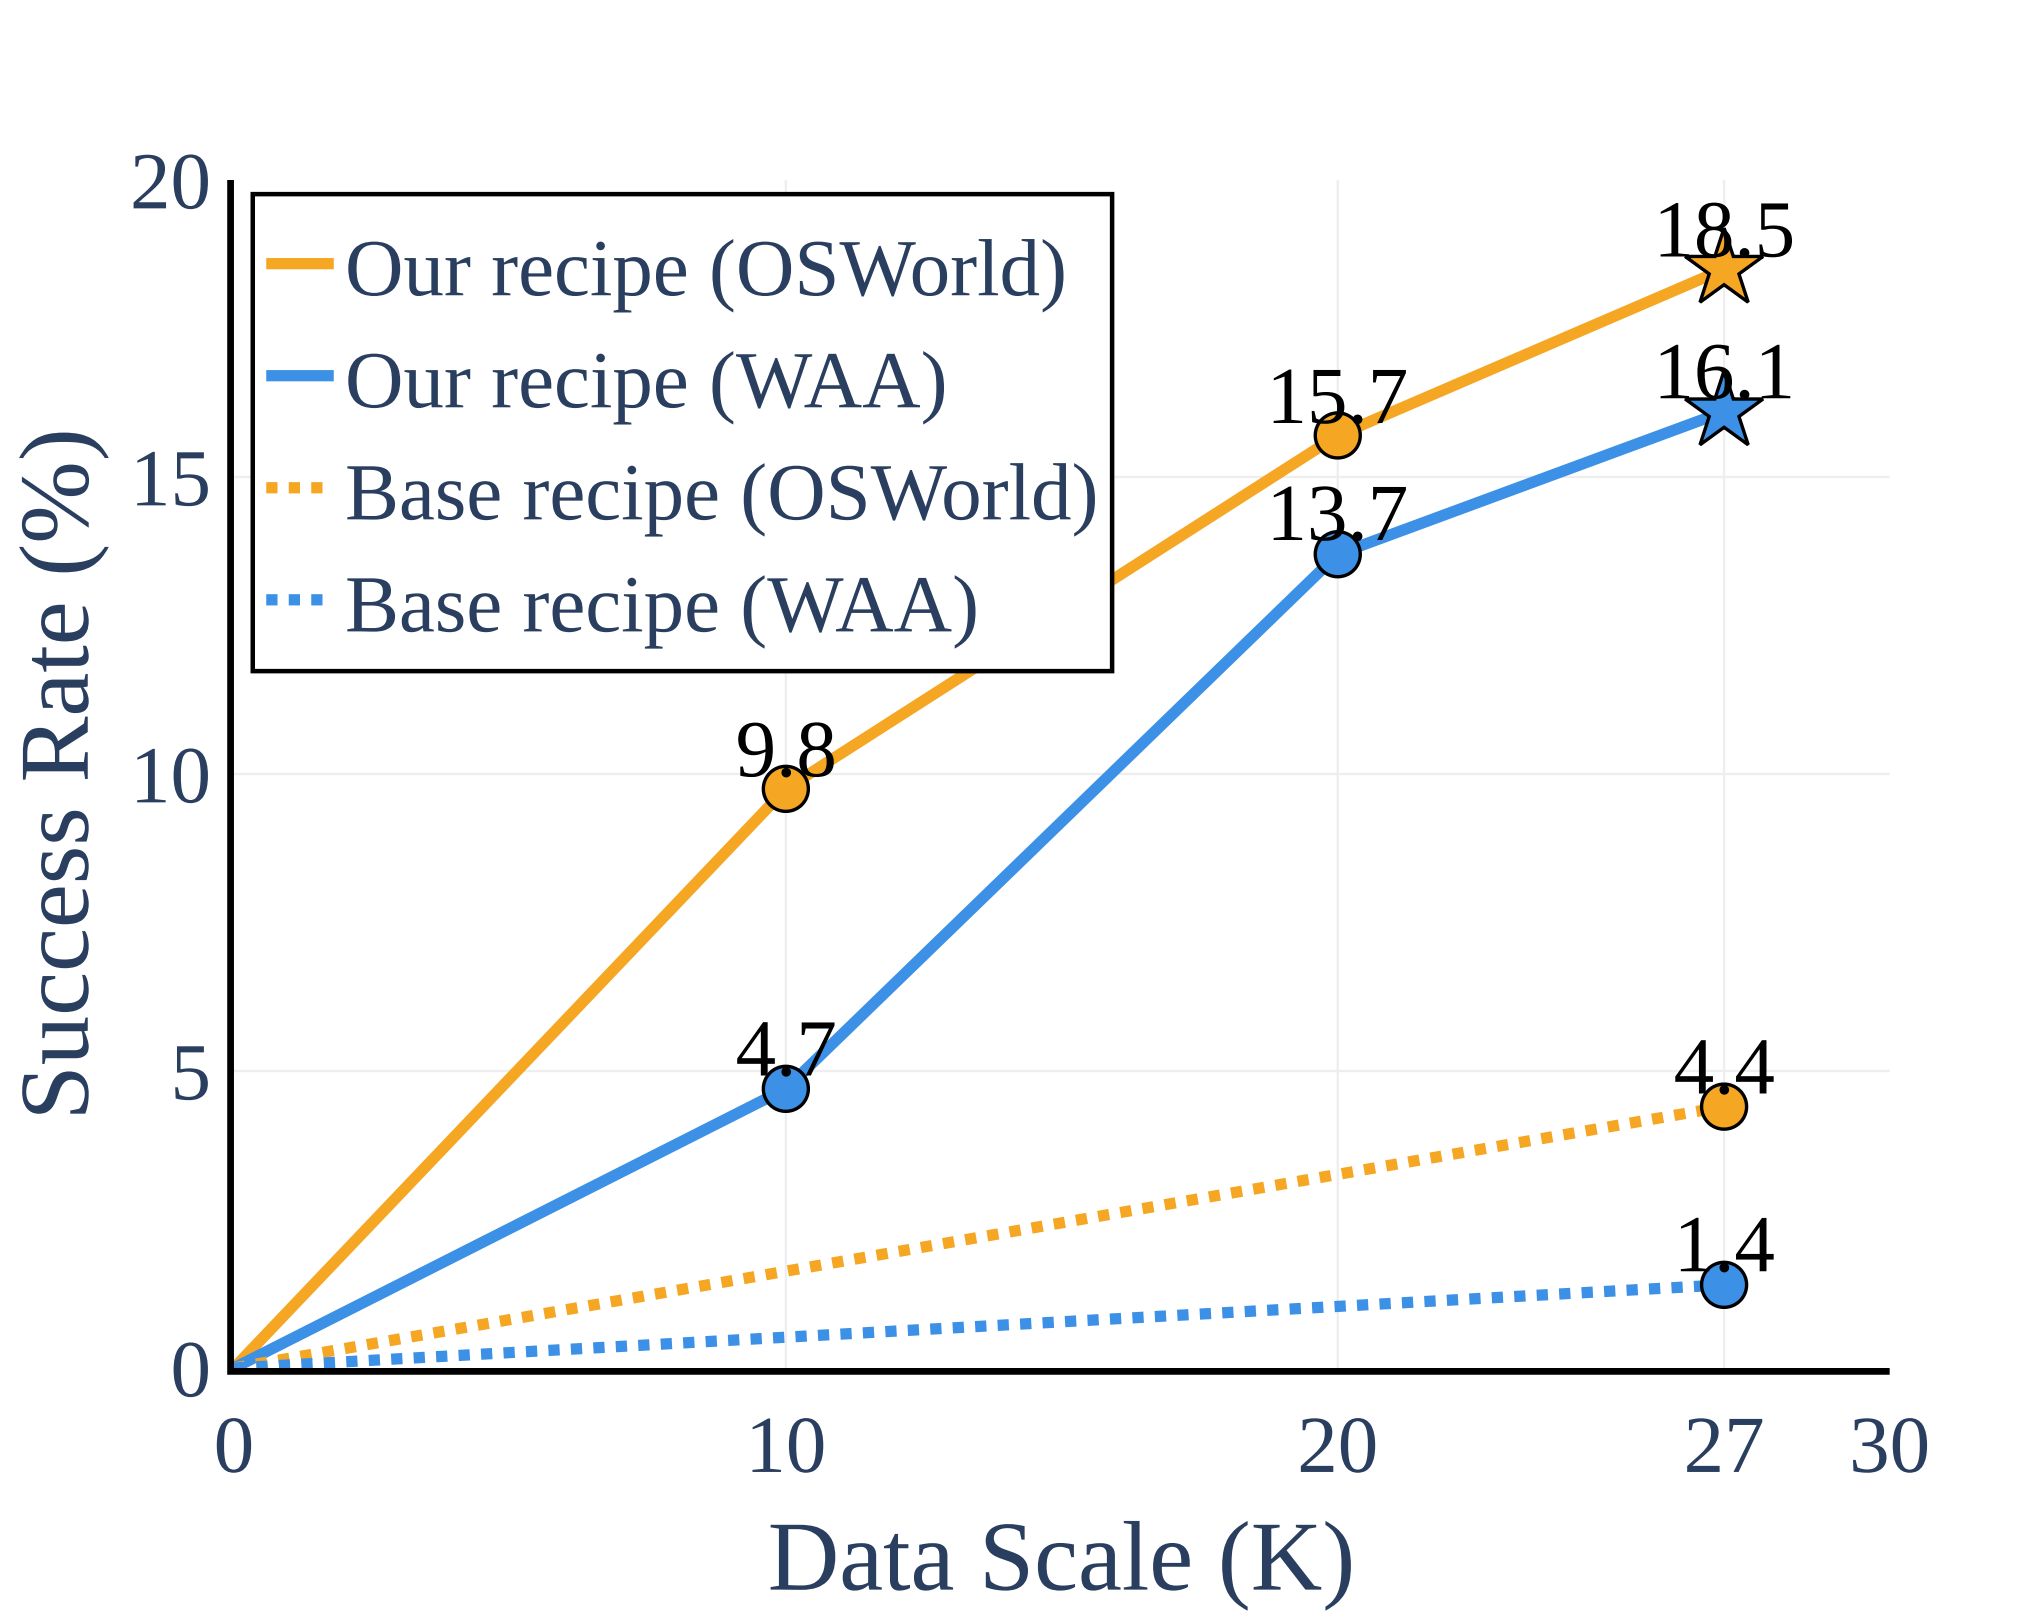 20
Our recipe (OSWorld)
Our recipe (WAA)
Base recipe (OSWorld)
Base recipe (WAA)
18.5
16.1
15.7
13.7
9.8
4.7
4.4
1.4
15
10
5
0
Success Rate (%)
0 10 20 27 30
Data Scale (K)